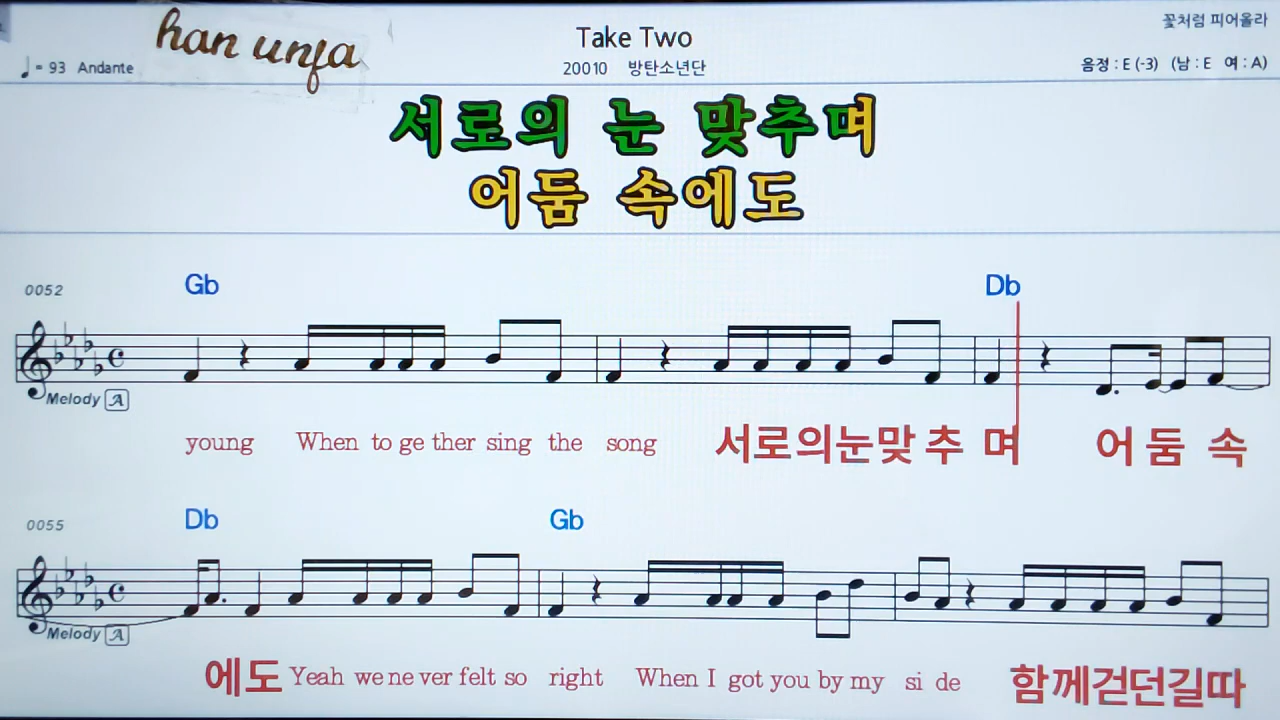 꽃처럼 피어올라
han unja
Take Two
♩= 93 Andante
20010 방탄소년단
음정 : E (-3) (남 : E 여 : A)
서로의 눈 맞추며
어둠 속에도
0052
Gb
Db
Melody A
young When to ge ther sing the song 서로의눈맞 추 며 어 둠 속
0055
Db
Gb
Melody A
에도 Yeah we ne ver felt so right When I got you by my si de 함께걷던길따